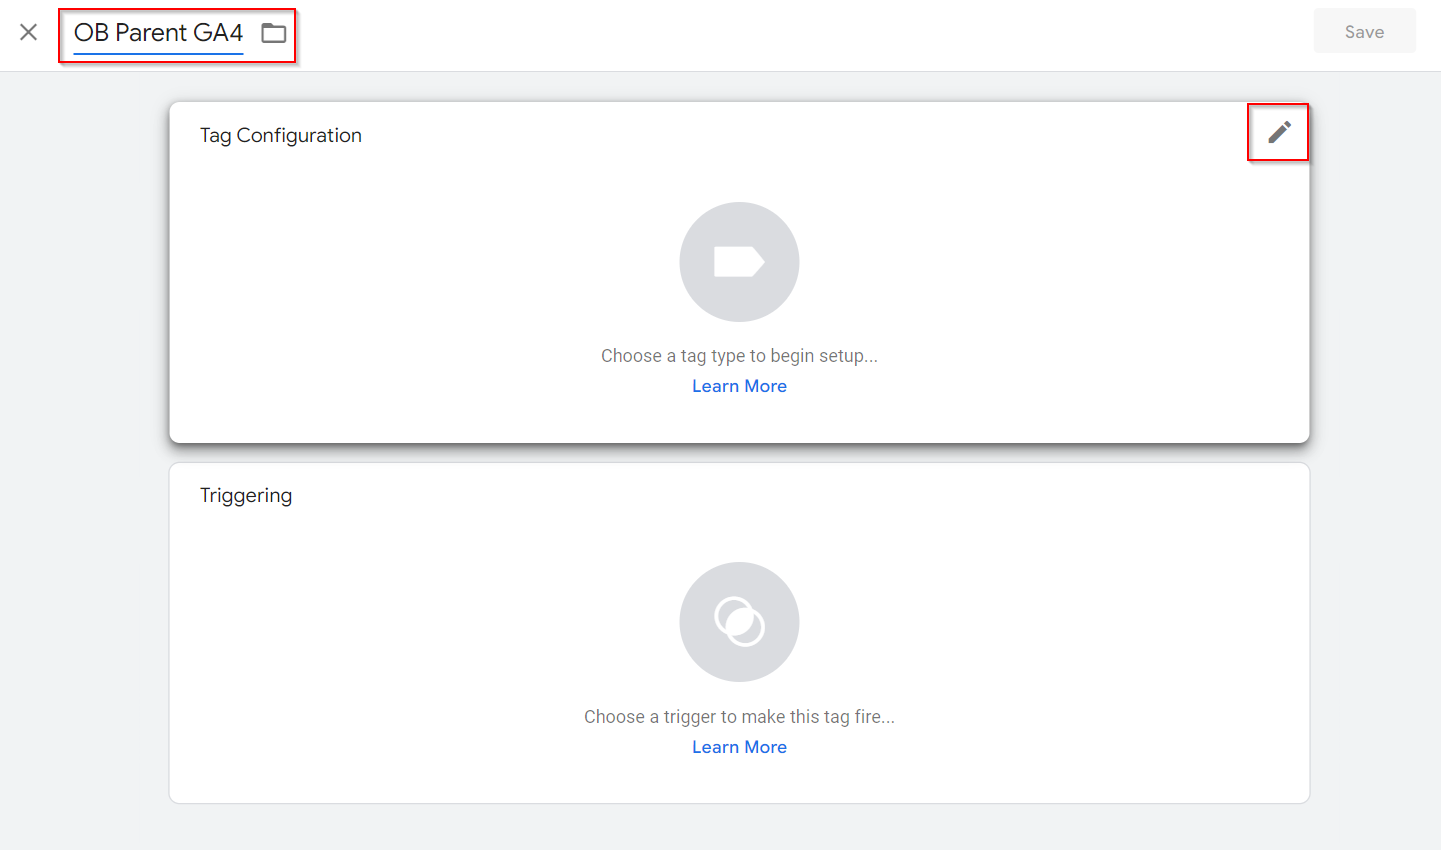 OB Parent GA4
Save
Tag Configuration
Choose a tag type to begin setup...
Learn More
Triggering
Choose a trigger to make this tag fire...
Learn More